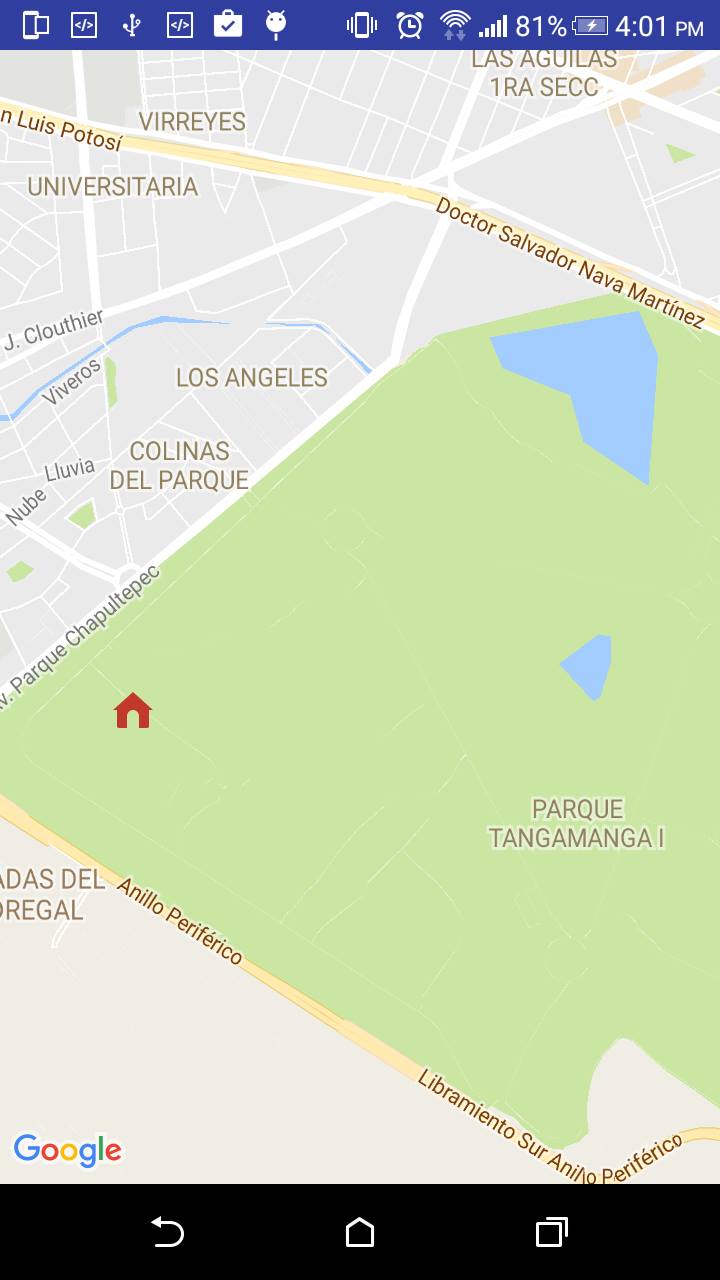 81% 4:01 PM
LAS AGUILAS
1RA SECC
n Luis Potosí
VIRREYES
UNIVERSITARIA
Doctor Salvador Nava Martínez
J. Clouthier
Viveros
LOS ANGELES
COLINAS
DEL PARQUE
Lluvia
Nube
v. Parque Chapultepec
PARQUE
TANGAMANGA I
ADAS DEL
DREGAL
Anillo Periférico
Libramiento Sur Anillo Periférico
Google